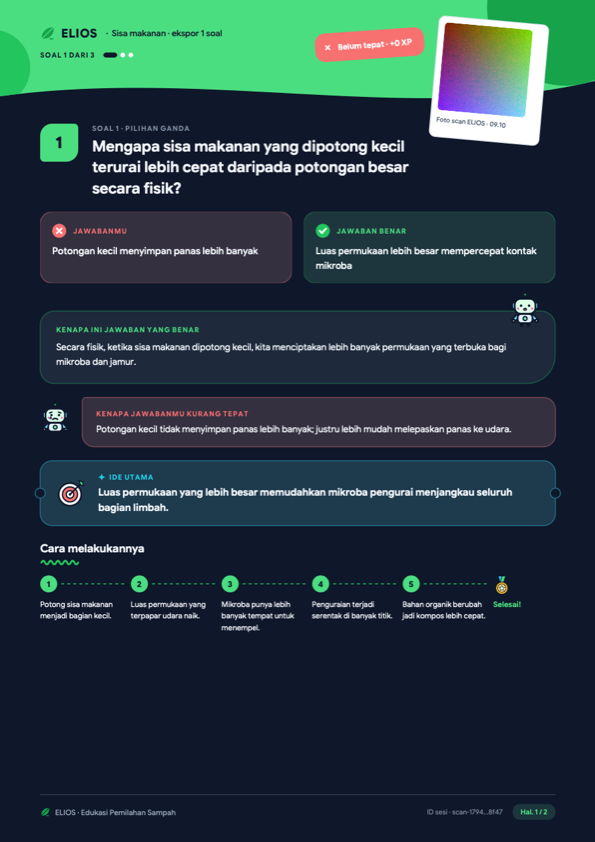 ELIOS · Sisa makanan · ekspor 1 soal
SOAL 1 DARI 3
× Belum tepat · +0 XP
Foto scan ELIOS · 09.10
1
SOAL 1 · PILIHAN GANDA
Mengapa sisa makanan yang dipotong kecil
terurai lebih cepat daripada potongan besar
secara fisik?
JAWABANMU
Potongan kecil menyimpan panas lebih banyak
JAWABAN BENAR
Luas permukaan lebih besar mempercepat kontak
mikroba
KENAPA INI JAWABAN YANG BENAR
Secara fisik, ketika sisa makanan dipotong kecil, kita menciptakan lebih banyak permukaan yang terbuka bagi
mikroba dan jamur.
KENAPA JAWABANMU KURANG TEPAT
Potongan kecil tidak menyimpan panas lebih banyak; justru lebih mudah melepaskan panas ke udara.
IDE UTAMA
Luas permukaan yang lebih besar memudahkan mikroba pengurai menjangkau seluruh
bagian limbah.
Cara melakukannya
1
Potong sisa makanan
menjadi bagian kecil.
2
Luas permukaan yang
terpapar udara naik.
3
Mikroba punya lebih
banyak tempat untuk
menempel.
4
Penguraian terjadi
serentak di banyak titik.
5
Bahan organik berubah
jadi kompos lebih cepat.
Selesai!
ELIOS · Edukasi Pemilahan Sampah
ID sesi · scan-1794…8f47
Hal. 1 / 2